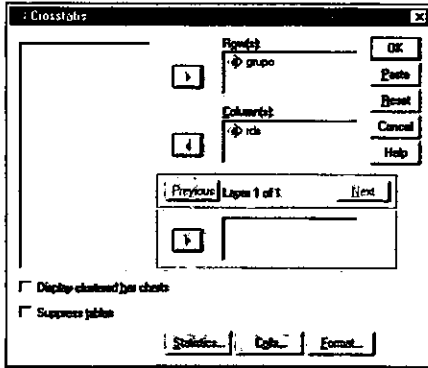 Crosstabs
Row(s):
grupo
Column(s):
rds
OK
Paste
Reset
Cancel
Help
Previous Layer 1 of 1 Next
Display clustered bar charts
Suppress tables
Statistics... Cells... Format...